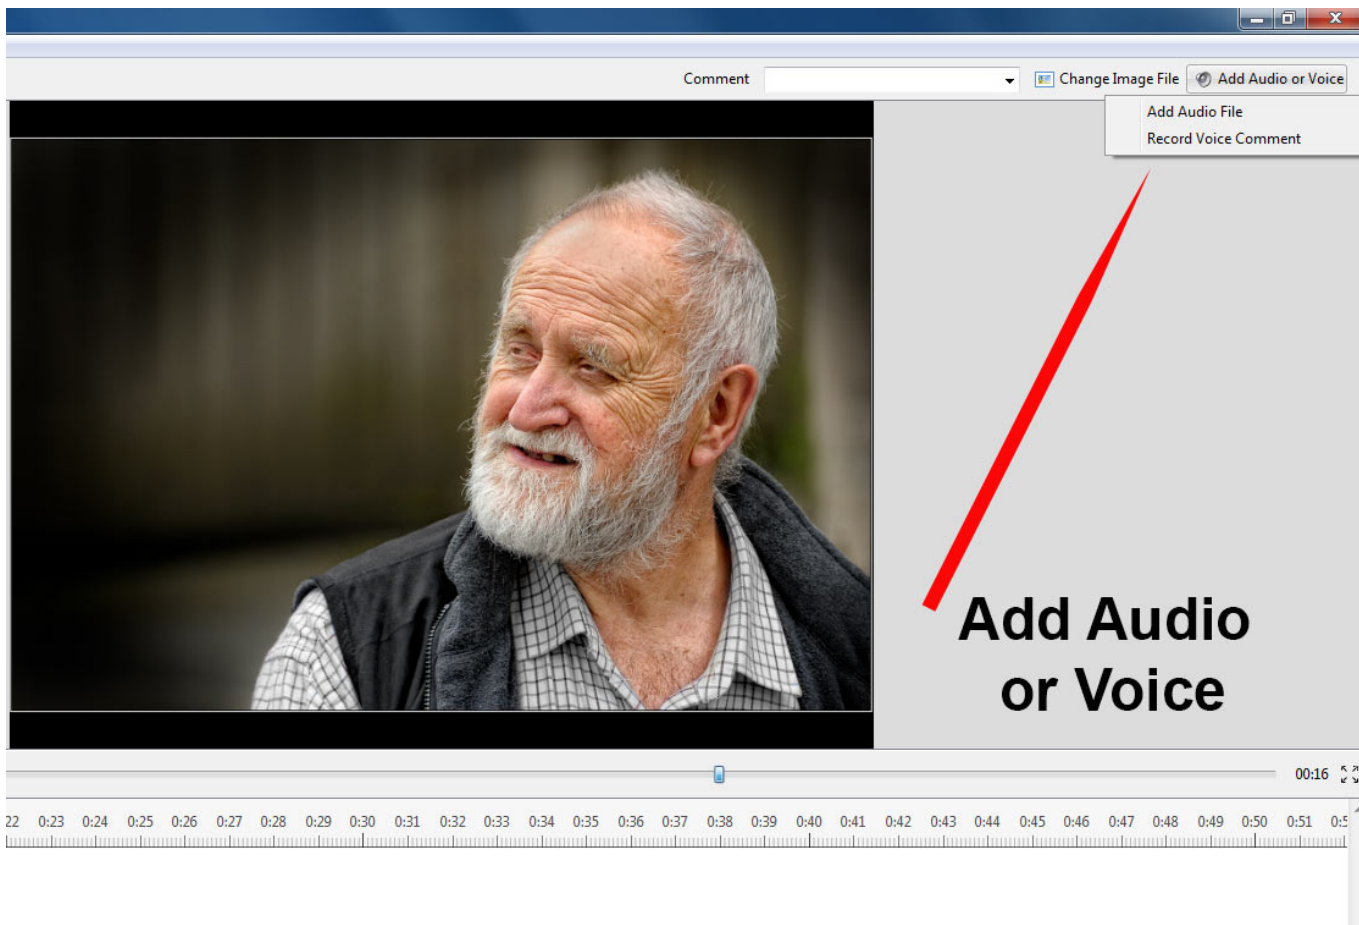 Comment
Change Image File
Add Audio or Voice
Add Audio File
Record Voice Comment
Add Audio
or Voice
00:16
22 0:23 0:24 0:25 0:26 0:27 0:28 0:29 0:30 0:31 0:32 0:33 0:34 0:35 0:36 0:37 0:38 0:39 0:40 0:41 0:42 0:43 0:44 0:45 0:46 0:47 0:48 0:49 0:50 0:51 0:5